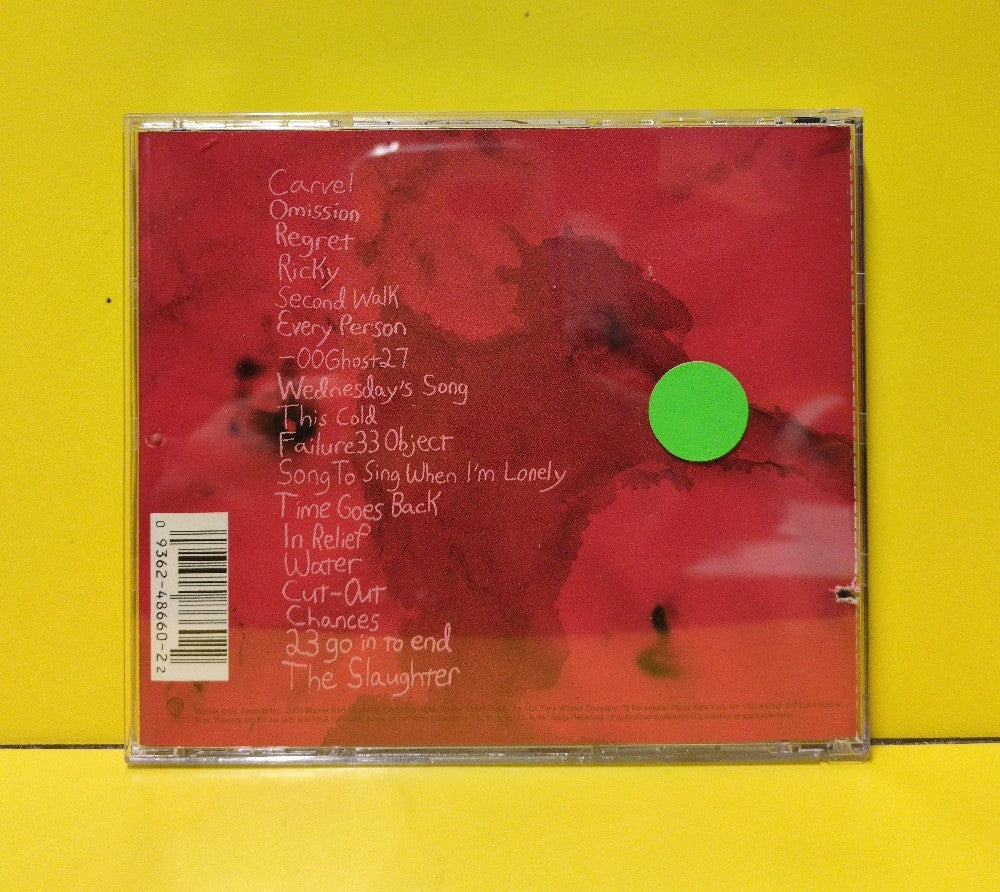 Carvel
Omission
Regret
Ricky
Second Walk
Every Person
-00Ghost27
Wednesday's Song
This Cold
Failure33 Object
Song To Sing When I'm Lonely
Time Goes Back
In Relief
Water
Cut-Out
Chances
23 go in to end
The Slaughter
0 9362-48660-2 2